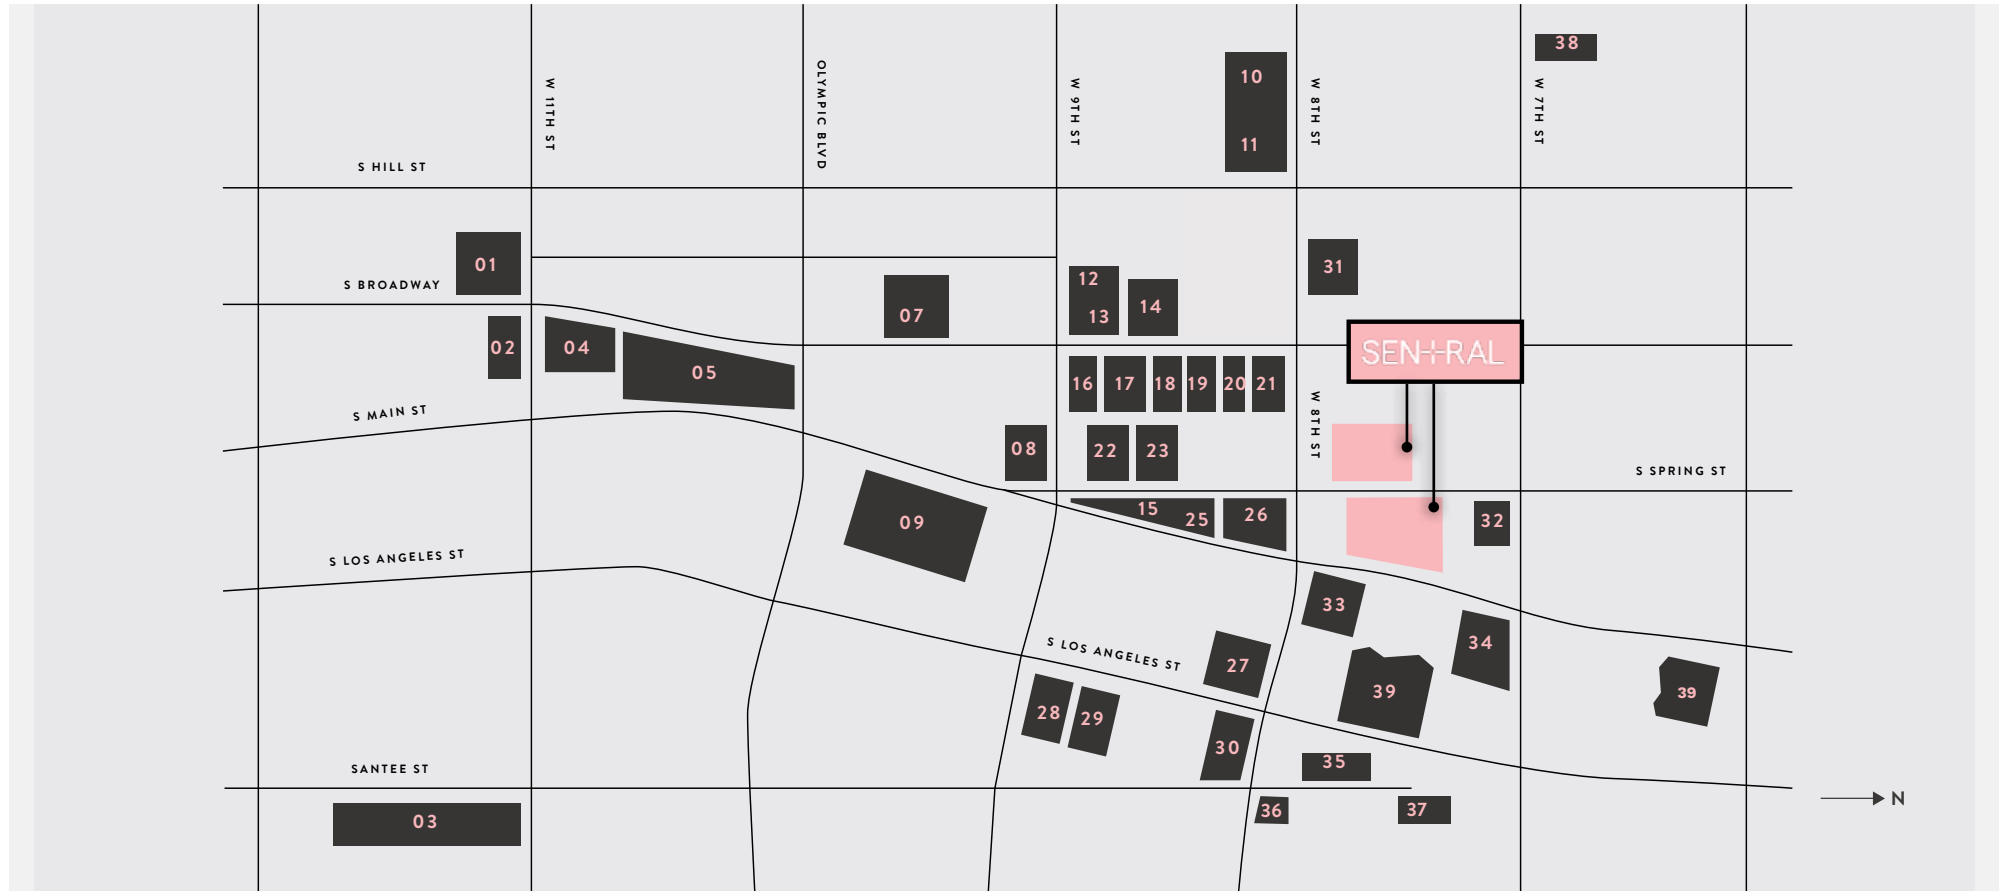 38
10
11
W 11TH ST
OLYMPIC BLVD
W 9TH ST
W 8TH ST
W 7TH ST
S HILL ST
01
31
12
13
14
07
S BROADWAY
02
04
05
16
17
18
19
20
21
SEN+RAL
S MAIN ST
W 8TH ST
08
22
23
S SPRING ST
09
15
25
26
32
S LOS ANGELES ST
33
34
S LOS ANGELES ST
27
39
39
28
29
30
35
SANTEE ST
03
36
37
N